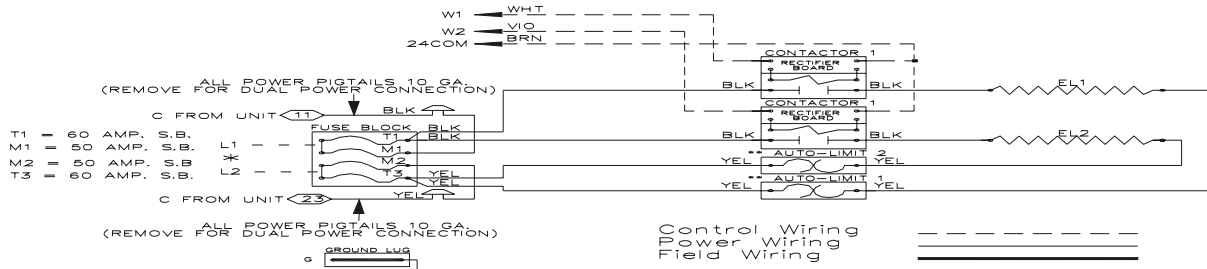 W1 WHT
W2 VIO
24COM BRN
CONTACTOR 1
RECTIFIER
BOARD
BLK BLK EL1
ALL POWER PIGTAILS 10 GA.
(REMOVE FOR DUAL POWER CONNECTION)
C FROM UNIT 11 BLK
CONTACTOR 1
RECTIFIER
BOARD
BLK BLK EL2
FUSE BLOCK BLK
T1 BLK
T1 = 60 AMP. S.B. L1
M1 = 50 AMP. S.B. M1
M2 = 50 AMP. S.B * M2
T3 = 60 AMP. S.B. L2 T3
YEL
YEL
** AUTO-LIMIT 2
YEL YEL
** AUTO-LIMIT 1
YEL YEL
C FROM UNIT 23 YEL
ALL POWER PIGTAILS 10 GA.
(REMOVE FOR DUAL POWER CONNECTION)
GROUND LUG
G
Control Wiring
Power Wiring
Field Wiring